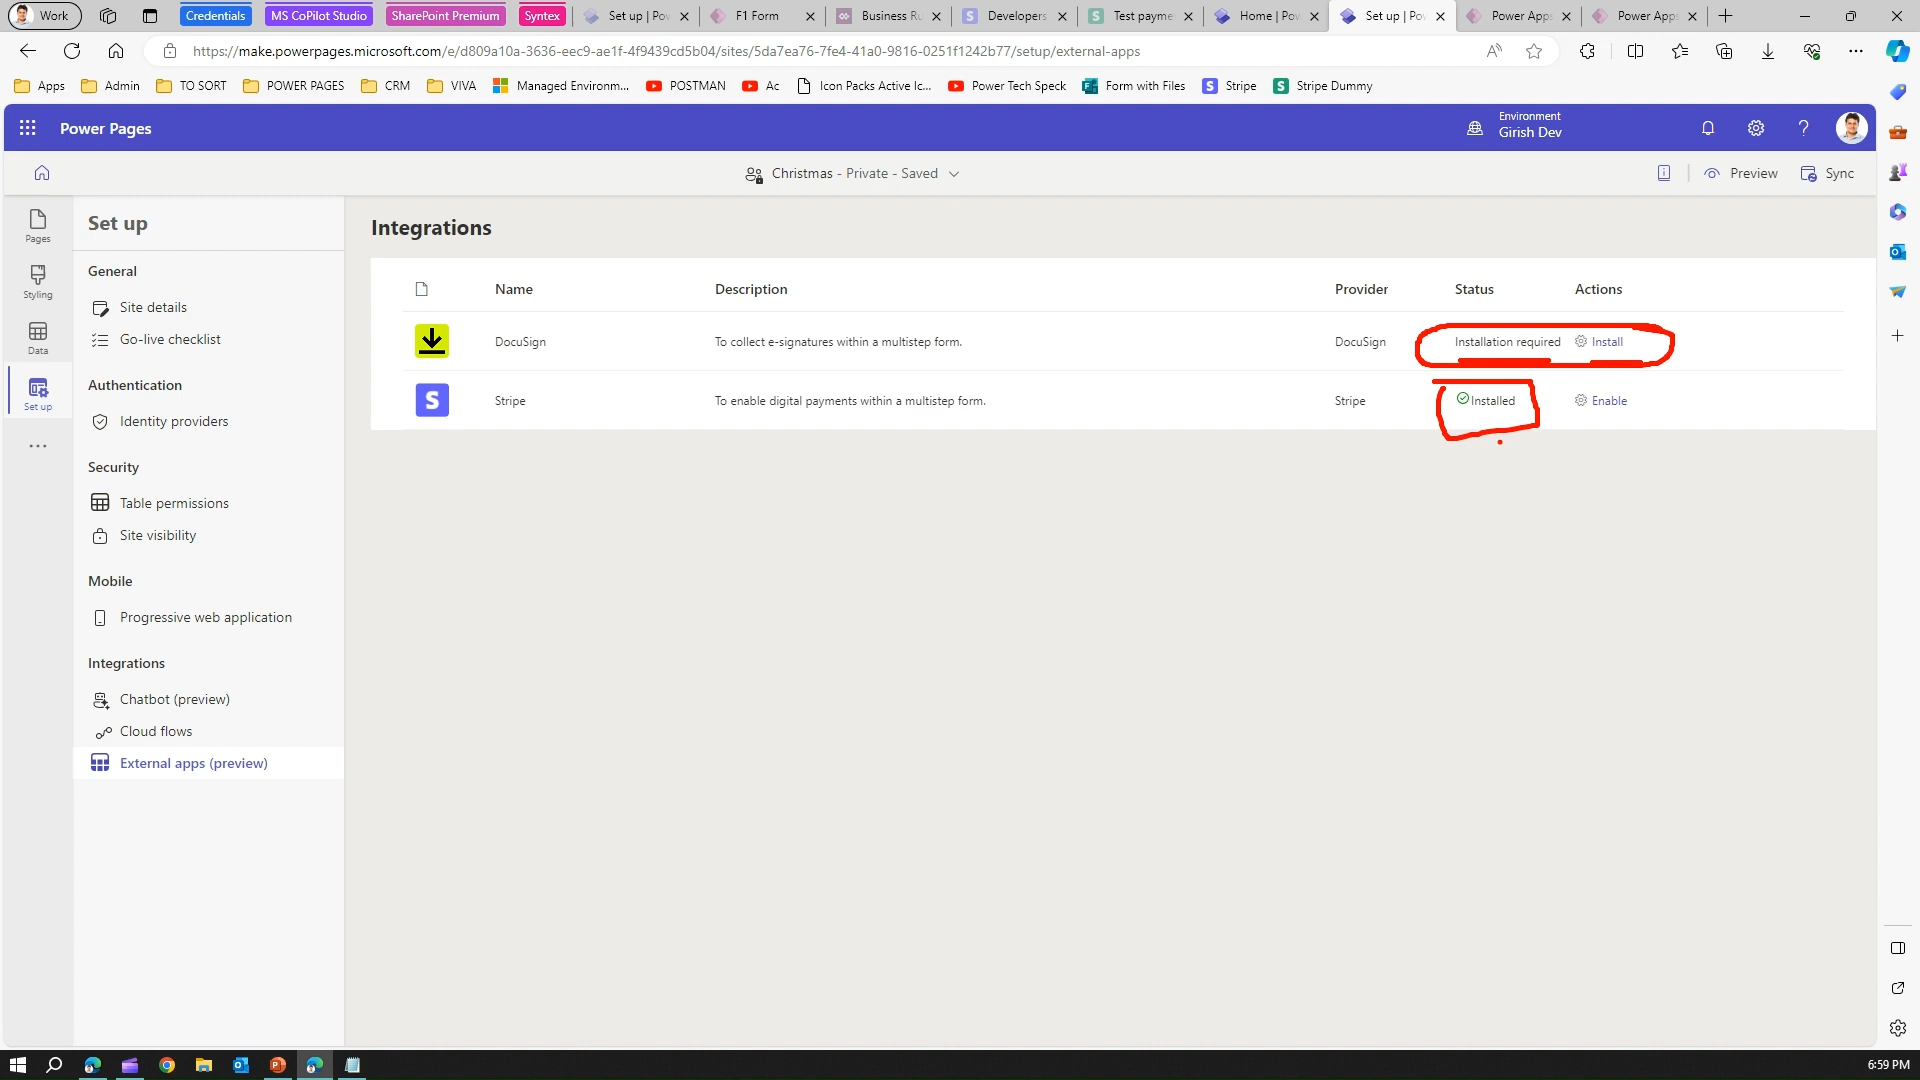 Work
Credentials
MS CoPilot Studio
SharePoint Premium
Syntex
Set up | Po
F1 Form
Business Ru
Developers
Test payme
Home | Po
Set up | Po
Power Apps
Power Apps
https://make.powerpages.microsoft.com/e/d809a10a-3636-eec9-ae1f-4f9439cd5b04/sites/5da7ea76-7fe4-41a0-9816-0251f1242b77/setup/external-apps
Apps
Admin
TO SORT
POWER PAGES
CRM
VIVA
Managed Environm...
POSTMAN
Ac
Icon Packs Active Ic...
Power Tech Speck
Form with Files
Stripe
Stripe Dummy
Power Pages
Environment
Girish Dev
Christmas - Private - Saved
Preview
Sync
Pages
Styling
Data
Set up
Set up
General
Site details
Go-live checklist
Authentication
Identity providers
Security
Table permissions
Site visibility
Mobile
Progressive web application
Integrations
Chatbot (preview)
Cloud flows
External apps (preview)
Integrations
Name Description Provider Status Actions
DocuSign To collect e-signatures within a multistep form. DocuSign Installation required Install
S Stripe To enable digital payments within a multistep form. Stripe Installed Enable
6:59 PM